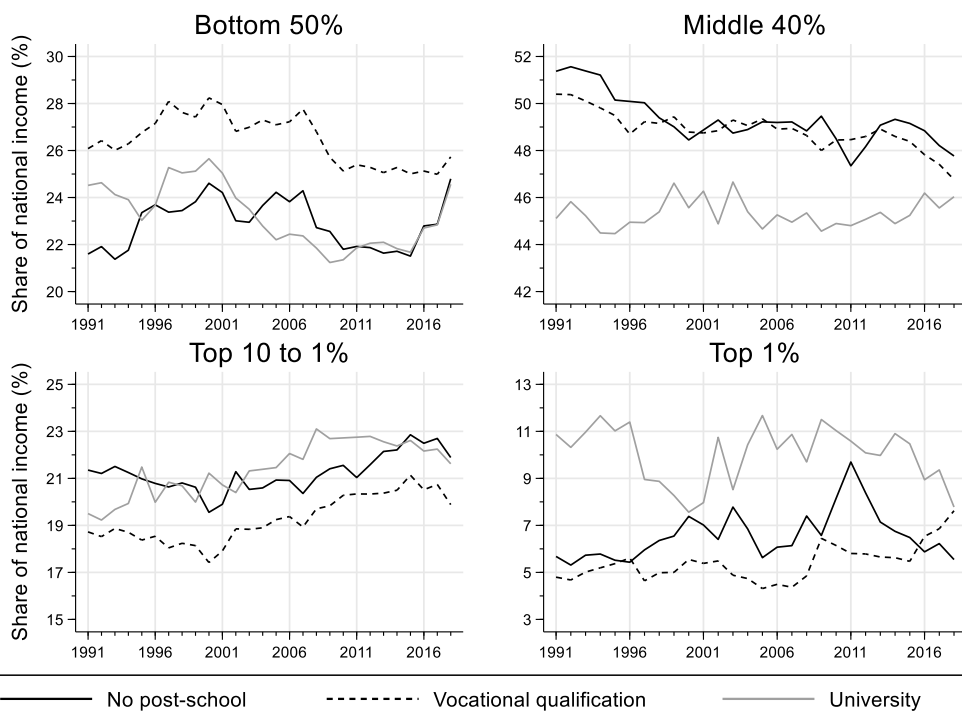 Bottom 50%
Middle 40%
Share of national income (%)
30
28
26
24
22
20
1991 1996 2001 2006 2011 2016
52
50
48
46
44
42
1991 1996 2001 2006 2011 2016
Top 10 to 1%
Top 1%
Share of national income (%)
25
23
21
19
17
15
1991 1996 2001 2006 2011 2016
13
11
9
7
5
3
1991 1996 2001 2006 2011 2016
No post-school Vocational qualification University